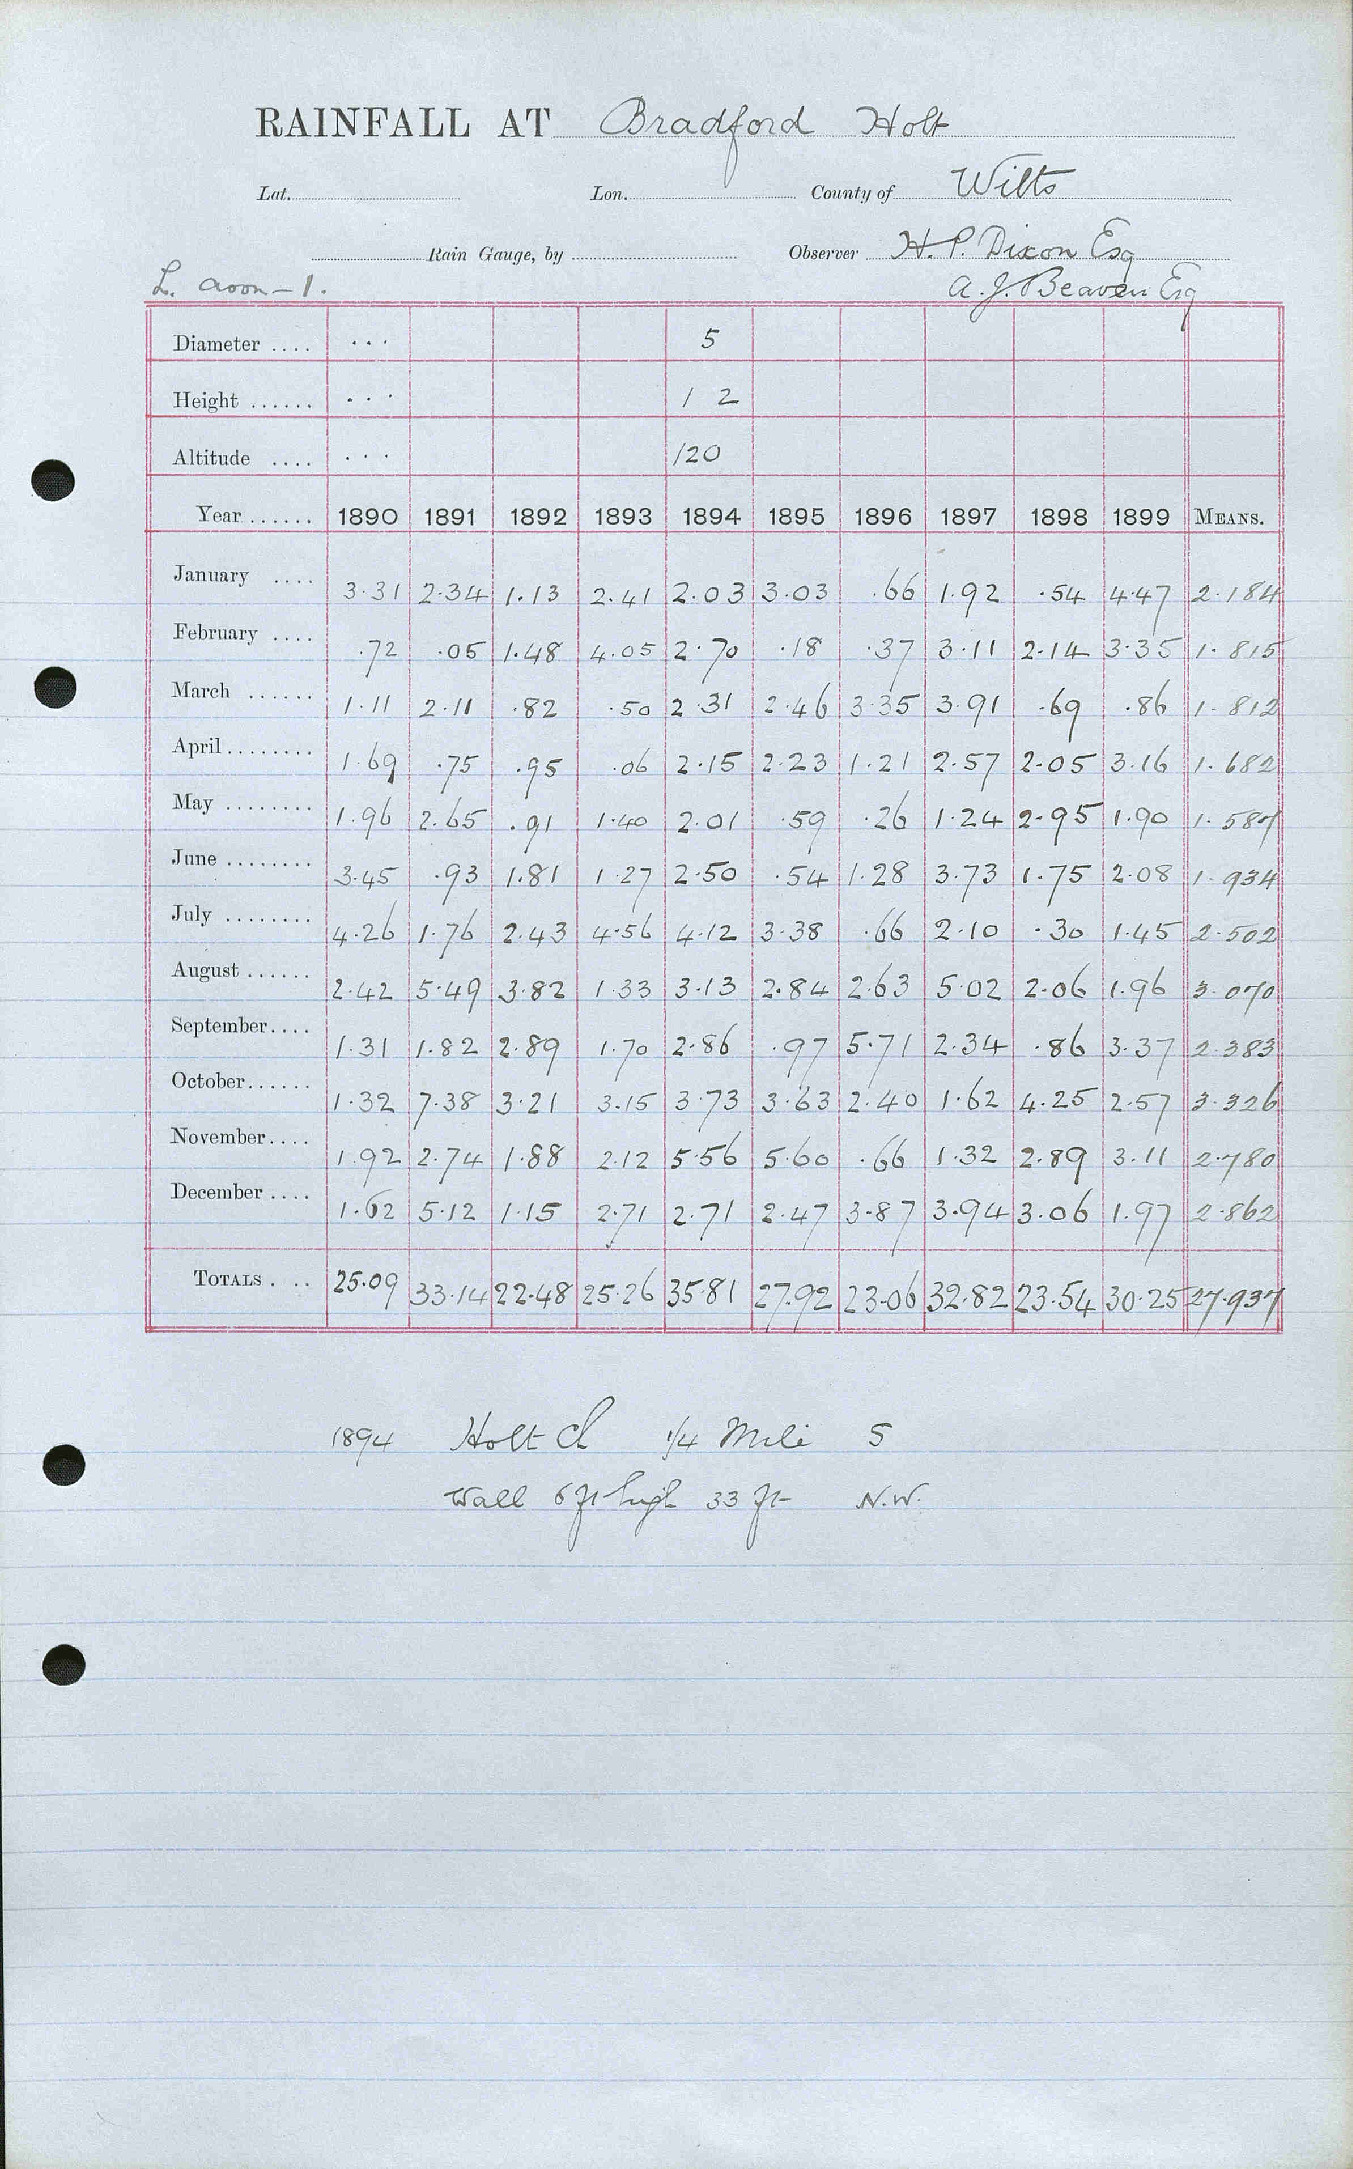 RAINFALL AT Bradford Holt
Lat. Lon. County of Wilts
Rain Gauge, by Observer H. P. Dixon Esq
L. Avon - 1. A. J. Beaven Esq
Diameter .... ... 5
Height ...... ... 1 2
Altitude .... ... 120
Year ...... 1890 1891 1892 1893 1894 1895 1896 1897 1898 1899 MEANS.
January .... 3.31 2.34 1.13 2.41 2.03 3.03 .66 1.92 .54 4.47 2.184
February .... .72 .05 1.48 4.05 2.70 .18 .37 3.11 2.14 3.35 1.815
March ...... 1.11 2.11 .82 .50 2.31 2.46 3.35 3.91 .69 .86 1.812
April ........ 1.69 .75 .95 .06 2.15 2.23 1.21 2.57 2.05 3.16 1.682
May ........ 1.96 2.65 .91 1.40 2.01 .59 .26 1.24 2.95 1.90 1.587
June ........ 3.45 .93 1.81 1.27 2.50 .54 1.28 3.73 1.75 2.08 1.934
July ........ 4.26 1.76 2.43 4.56 4.12 3.38 .66 2.10 .30 1.45 2.502
August ...... 2.42 5.49 3.82 1.33 3.13 2.84 2.63 5.02 2.06 1.96 3.070
September.... 1.31 1.82 2.89 1.70 2.86 .97 5.71 2.34 .86 3.37 2.383
October...... 1.32 7.38 3.21 3.15 3.73 3.63 2.40 1.62 4.25 2.57 3.326
November.... 1.92 2.74 1.88 2.12 5.56 5.60 .66 1.32 2.89 3.11 2.780
December .... 1.62 5.12 1.15 2.71 2.71 2.47 3.87 3.94 3.06 1.97 2.862
TOTALS . .. 25.09 33.14 22.48 25.26 35.81 27.92 23.06 32.82 23.54 30.25 27.937
1894 Holt Ch 1/4 Mile S
Wall 6 ft high 33 ft N.W.